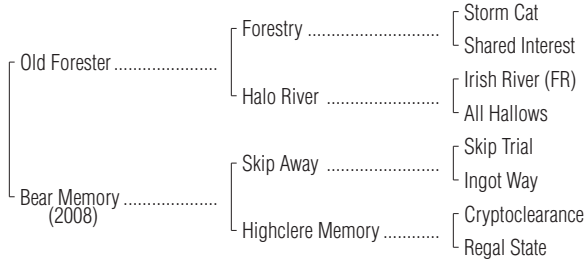 Storm Cat
Forestry ........................
Shared Interest
Old Forester ...................
Irish River (FR)
Halo River ....................
All Hallows
Skip Trial
Skip Away ....................
Ingot Way
Bear Memory .................
(2008)
Cryptoclearance
Highclere Memory ............
Regal State